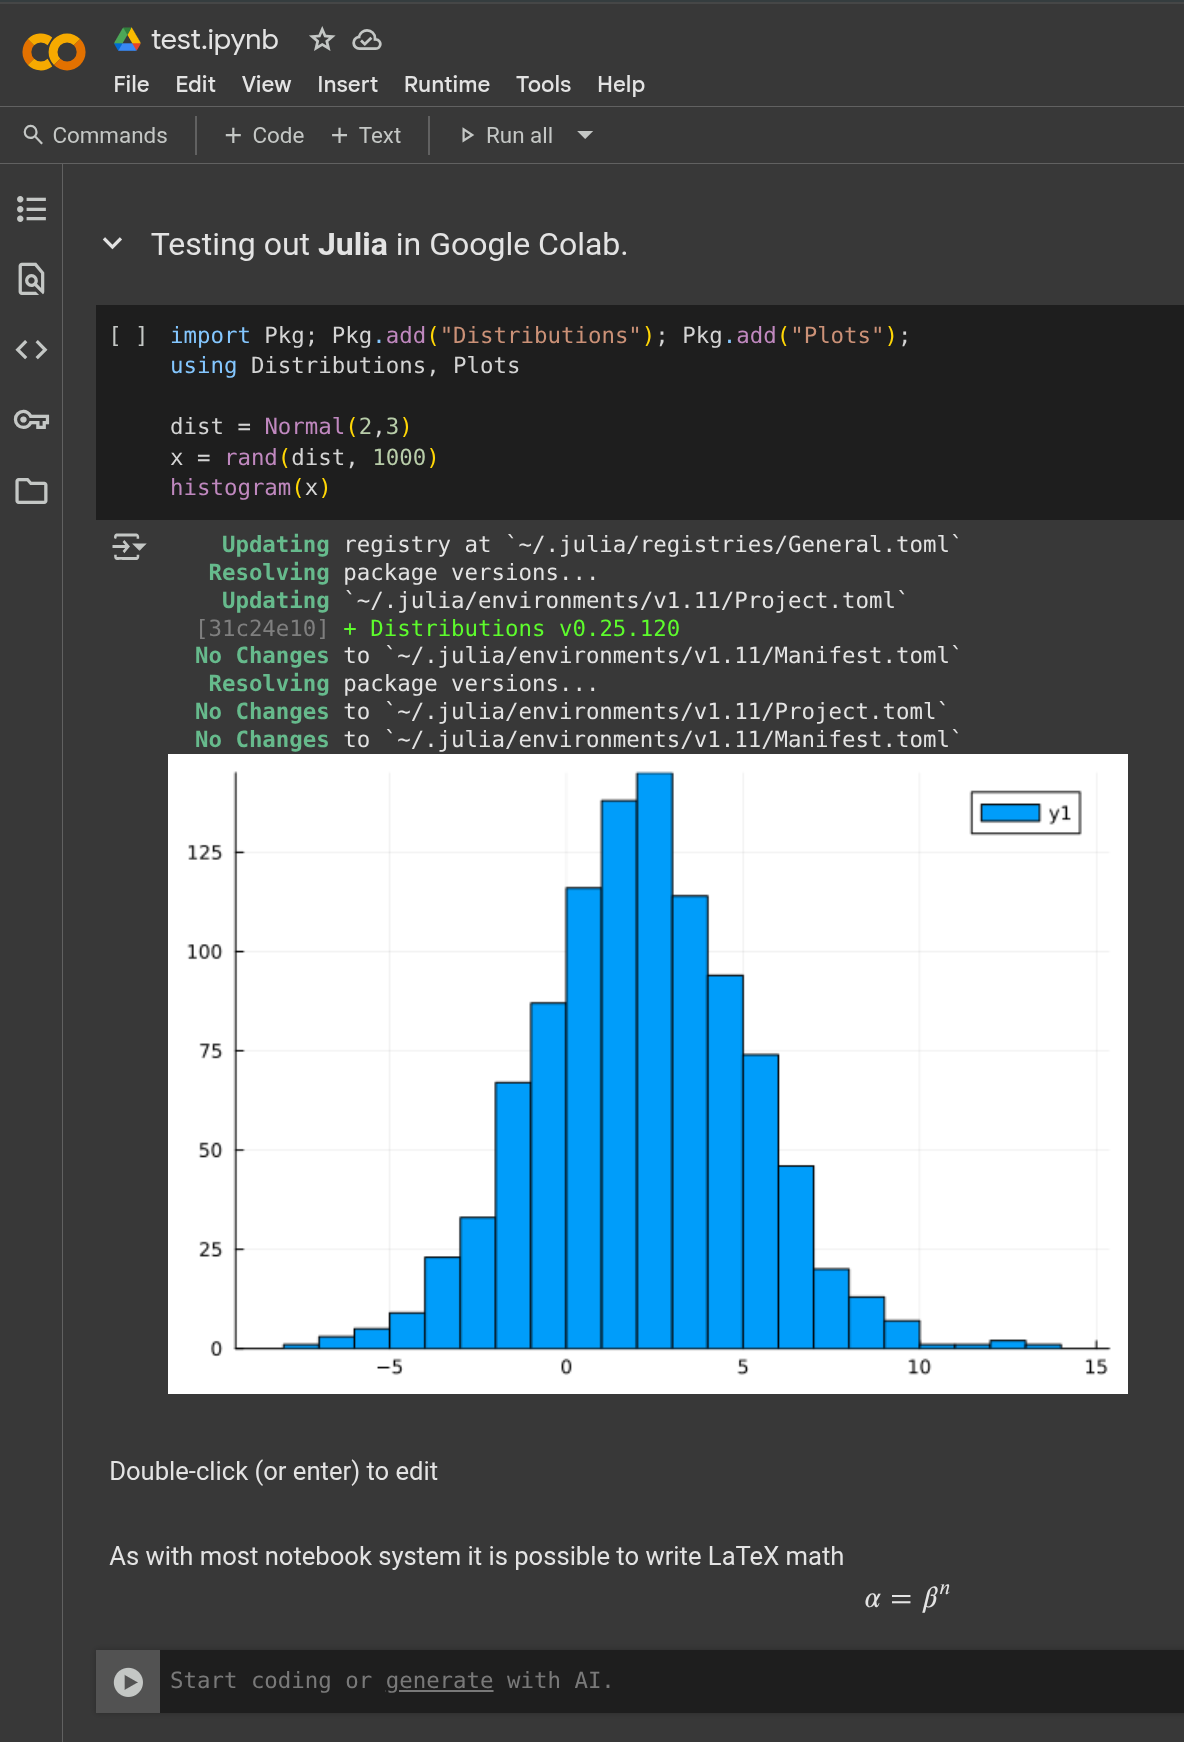 test.ipynb
File Edit View Insert Runtime Tools Help
Commands + Code + Text Run all
Testing out Julia in Google Colab.
[ ] import Pkg; Pkg.add("Distributions"); Pkg.add("Plots");
using Distributions, Plots
dist = Normal(2,3)
x = rand(dist, 1000)
histogram(x)
Updating registry at `~/.julia/registries/General.toml`
Resolving package versions...
Updating `~/.julia/environments/v1.11/Project.toml`
[31c24e10] + Distributions v0.25.120
No Changes to `~/.julia/environments/v1.11/Manifest.toml`
Resolving package versions...
No Changes to `~/.julia/environments/v1.11/Project.toml`
No Changes to `~/.julia/environments/v1.11/Manifest.toml`
y1
125
100
75
50
25
0
−5 0 5 10 15
Double-click (or enter) to edit
As with most notebook system it is possible to write LaTeX math
α = βⁿ
Start coding or generate with AI.